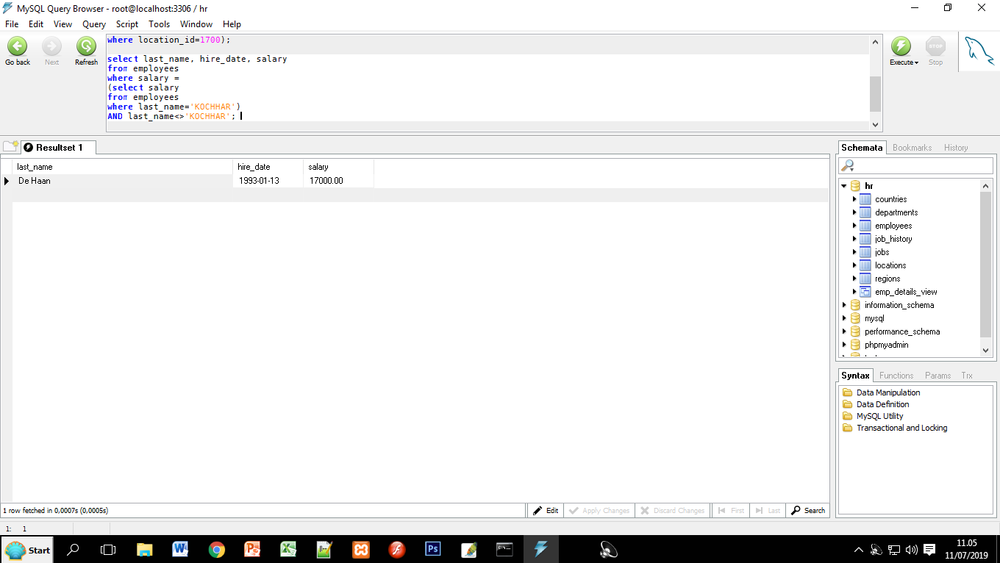 MySQL Query Browser - root@localhost:3306 / hr
File Edit View Query Script Tools Window Help
Go back Next Refresh
where location_id=1700);
select last_name, hire_date, salary
from employees
where salary =
(select salary
from employees
where last_name='KOCHHAR')
AND last_name<>'KOCHHAR';
Execute STOP Stop
Resultset 1
last_name hire_date salary
De Haan 1993-01-13 17000.00
Schemata Bookmarks History
hr
countries
departments
employees
job_history
jobs
locations
regions
emp_details_view
information_schema
mysql
performance_schema
phpmyadmin
Syntax Functions Params Trx
Data Manipulation
Data Definition
MySQL Utility
Transactional and Locking
1 row fetched in 0,0007s (0,0005s)
Edit Apply Changes Discard Changes First Last Search
1: 1
Start
11.05
11/07/2019